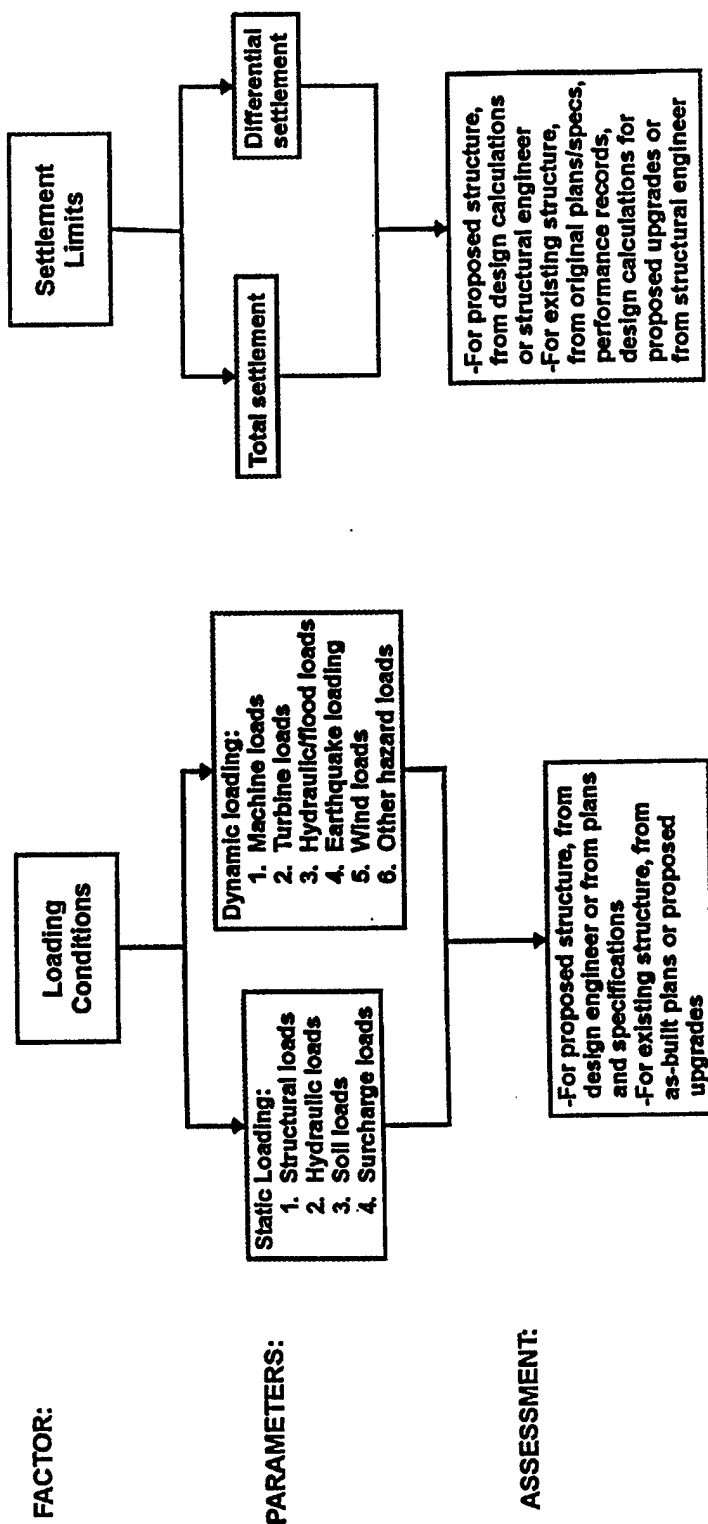 FACTOR:
Loading
Conditions
Settlement
Limits
PARAMETERS:
Static Loading:
1. Structural loads
2. Hydraulic loads
3. Soil loads
4. Surcharge loads
Dynamic loading:
1. Machine loads
2. Turbine loads
3. Hydraulic/flood loads
4. Earthquake loading
5. Wind loads
6. Other hazard loads
Total settlement
Differential
settlement
ASSESSMENT:
-For proposed structure, from
design engineer or from plans
and specifications
-For existing structure, from
as-built plans or proposed
upgrades
-For proposed structure,
from design calculations
or structural engineer
-For existing structure,
from original plans/specs,
performance records,
design calculations for
proposed upgrades or
from structural engineer